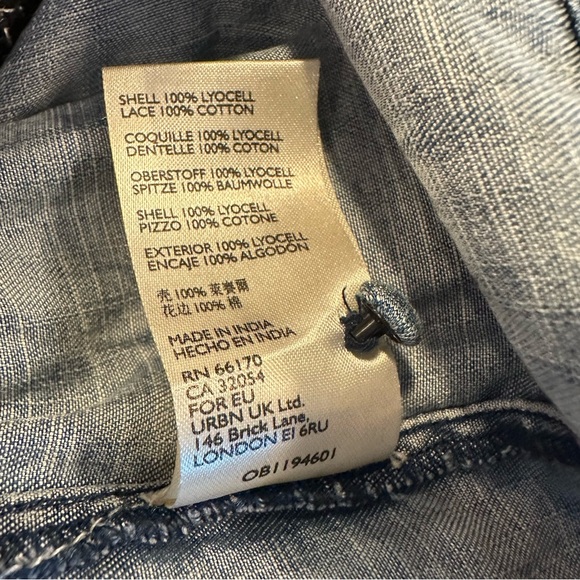 SHELL 100% LYOCELL
LACE 100% COTTON
COQUILLE 100% LYOCELL
DENTELLE 100% COTON
OBERSTOFF 100% LYOCELL
SPITZE 100% BAUMWOLLE
SHELL 100% LYOCELL
PIZZO 100% COTONE
EXTERIOR 100% LYOCELL
ENCAJE 100% ALGODÓN
壳 100% 莱赛爾
花边 100% 棉
MADE IN INDIA
HECHO EN INDIA
RN 66170
CA 32054
FOR EU
URBN UK Ltd.
146 Brick Lane,
LONDON E1 6RU
OB1194601